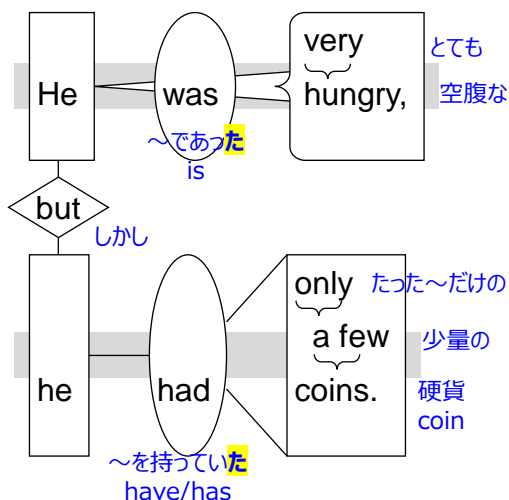 very とても
He was hungry, 空腹な
～であった
is
but
しかし
only たった～だけの
a few 少量の
he had coins. 硬貨
coin
～を持っていた
have/has